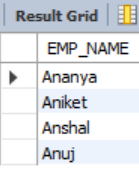 Result Grid
EMP_NAME
Ananya
Aniket
Anshal
Anuj